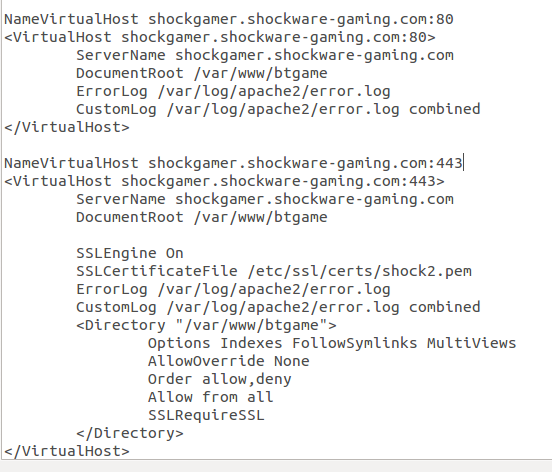 NameVirtualHost shockgamer.shockware-gaming.com:80
<VirtualHost shockgamer.shockware-gaming.com:80>
        ServerName shockgamer.shockware-gaming.com
        DocumentRoot /var/www/btgame
        ErrorLog /var/log/apache2/error.log
        CustomLog /var/log/apache2/error.log combined
</VirtualHost>

NameVirtualHost shockgamer.shockware-gaming.com:443
<VirtualHost shockgamer.shockware-gaming.com:443>
        ServerName shockgamer.shockware-gaming.com
        DocumentRoot /var/www/btgame

        SSLEngine On
        SSLCertificateFile /etc/ssl/certs/shock2.pem
        ErrorLog /var/log/apache2/error.log
        CustomLog /var/log/apache2/error.log combined
        <Directory "/var/www/btgame">
                Options Indexes FollowSymlinks MultiViews
                AllowOverride None
                Order allow,deny
                Allow from all
                SSLRequireSSL
        </Directory>
</VirtualHost>